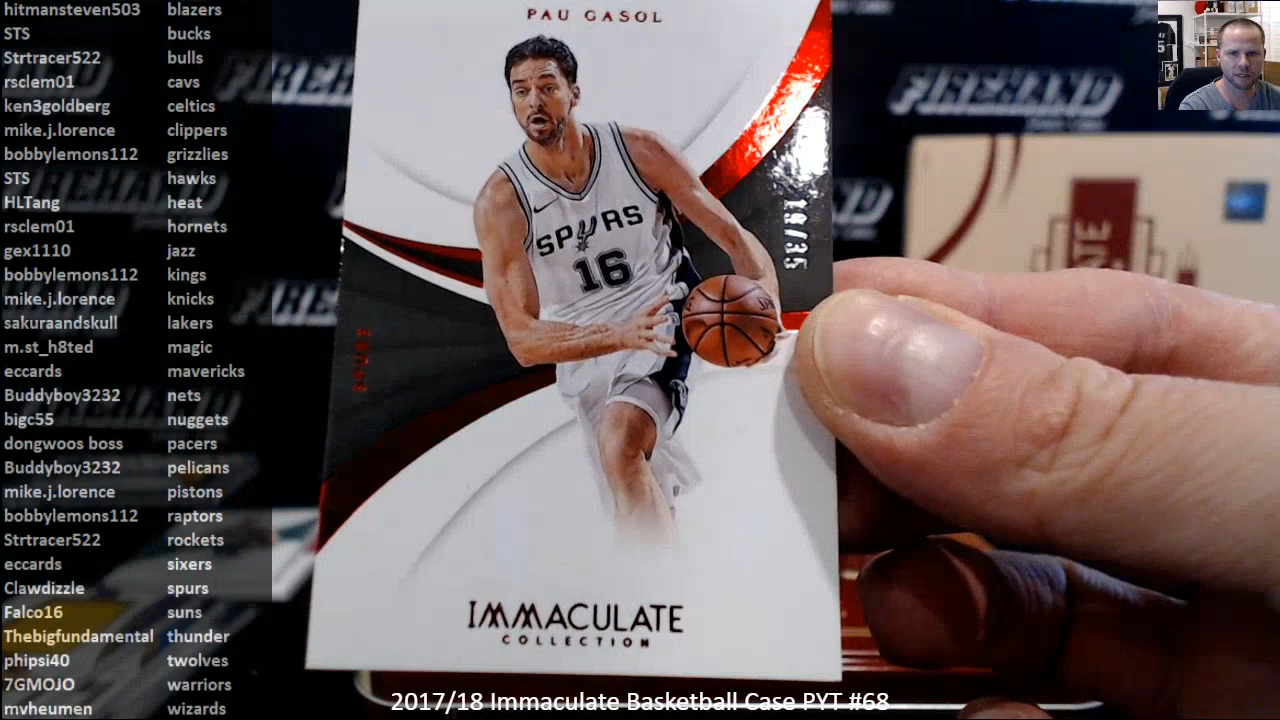 hitmansteven503 blazers
STS bucks
Strtracer522 bulls
rsclem01 cavs
ken3goldberg celtics
mike.j.lorence clippers
bobbylemons112 grizzlies
STS hawks
HLTang heat
rsclem01 hornets
gex1110 jazz
bobbylemons112 kings
mike.j.lorence knicks
sakuraandskull lakers
m.st_h8ted magic
eccards mavericks
Buddyboy3232 nets
bigc55 nuggets
dongwoos boss pacers
Buddyboy3232 pelicans
mike.j.lorence pistons
bobbylemons112 raptors
Strtracer522 rockets
eccards sixers
Clawdizzle spurs
Falco16 suns
Thebigfundamental thunder
phipsi40 twolves
7GMOJO warriors
mvheumen wizards
PAU GASOL
SPURS
16
19/35
IMMACULATE
COLLECTION
FIREHAND
2017/18 Immaculate Basketball Case PYT #68